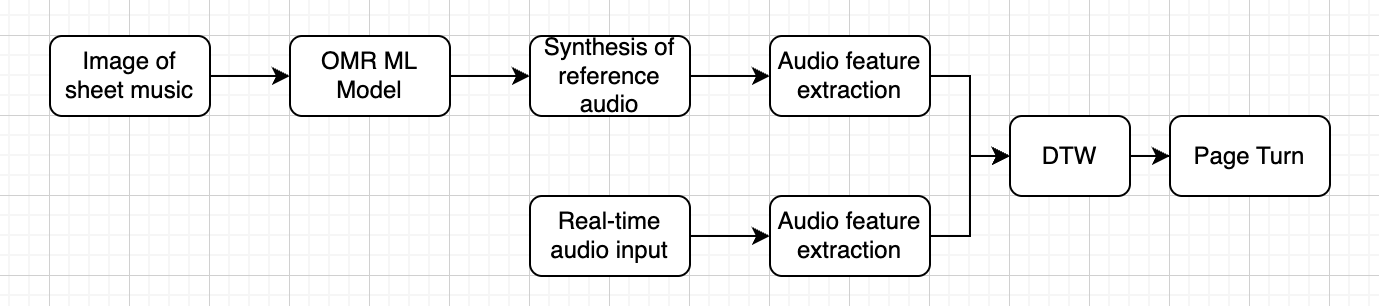 Image of
sheet music
OMR ML
Model
Synthesis of
reference
audio
Audio feature
extraction
DTW
Page Turn
Real-time
audio input
Audio feature
extraction